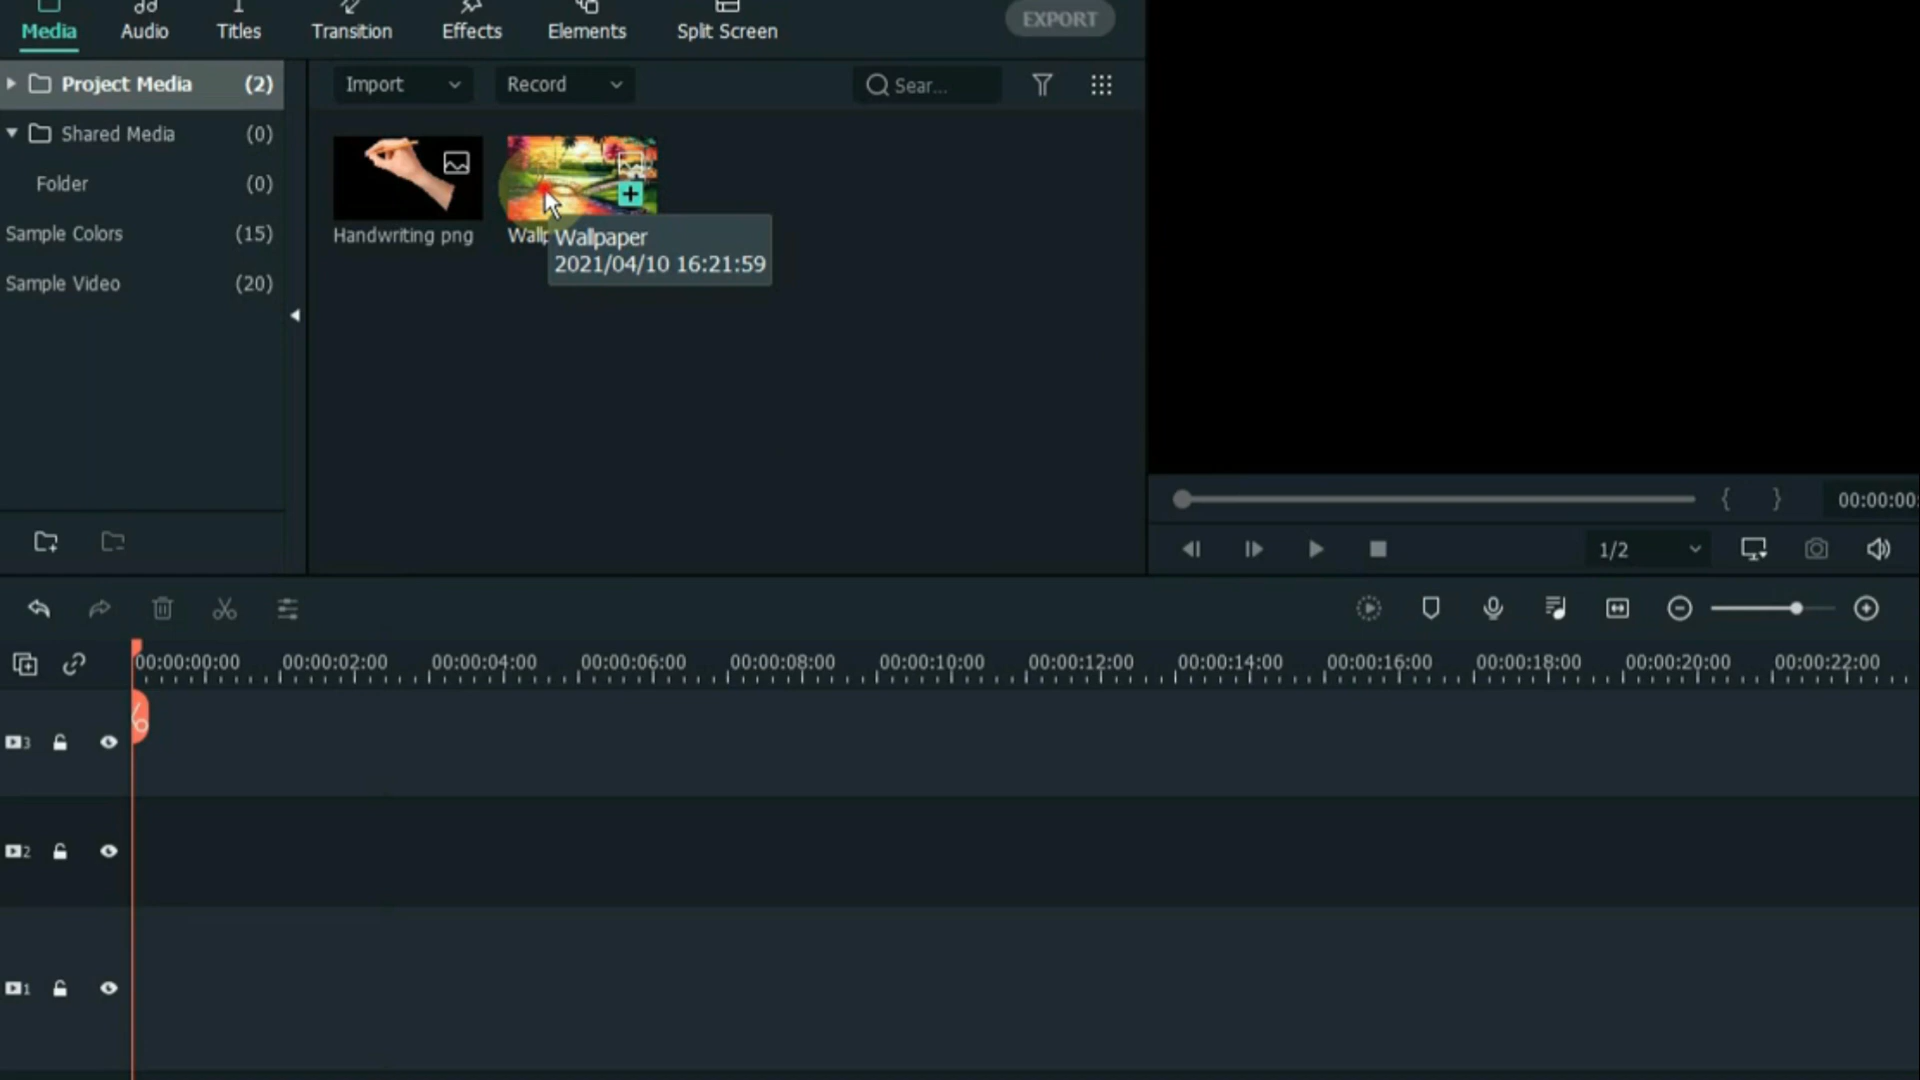 Media Audio Titles Transition Effects Elements Split Screen EXPORT
Project Media (2)
Import Record Sear...
Shared Media (0)
Folder (0)
Sample Colors (15)
Sample Video (20)
Handwriting png
Wallp
Wallpaper
2021/04/10 16:21:59
{ } 00:00:00
1/2
00:00:00:00 00:00:02:00 00:00:04:00 00:00:06:00 00:00:08:00 00:00:10:00 00:00:12:00 00:00:14:00 00:00:16:00 00:00:18:00 00:00:20:00 00:00:22:00
3
2
1